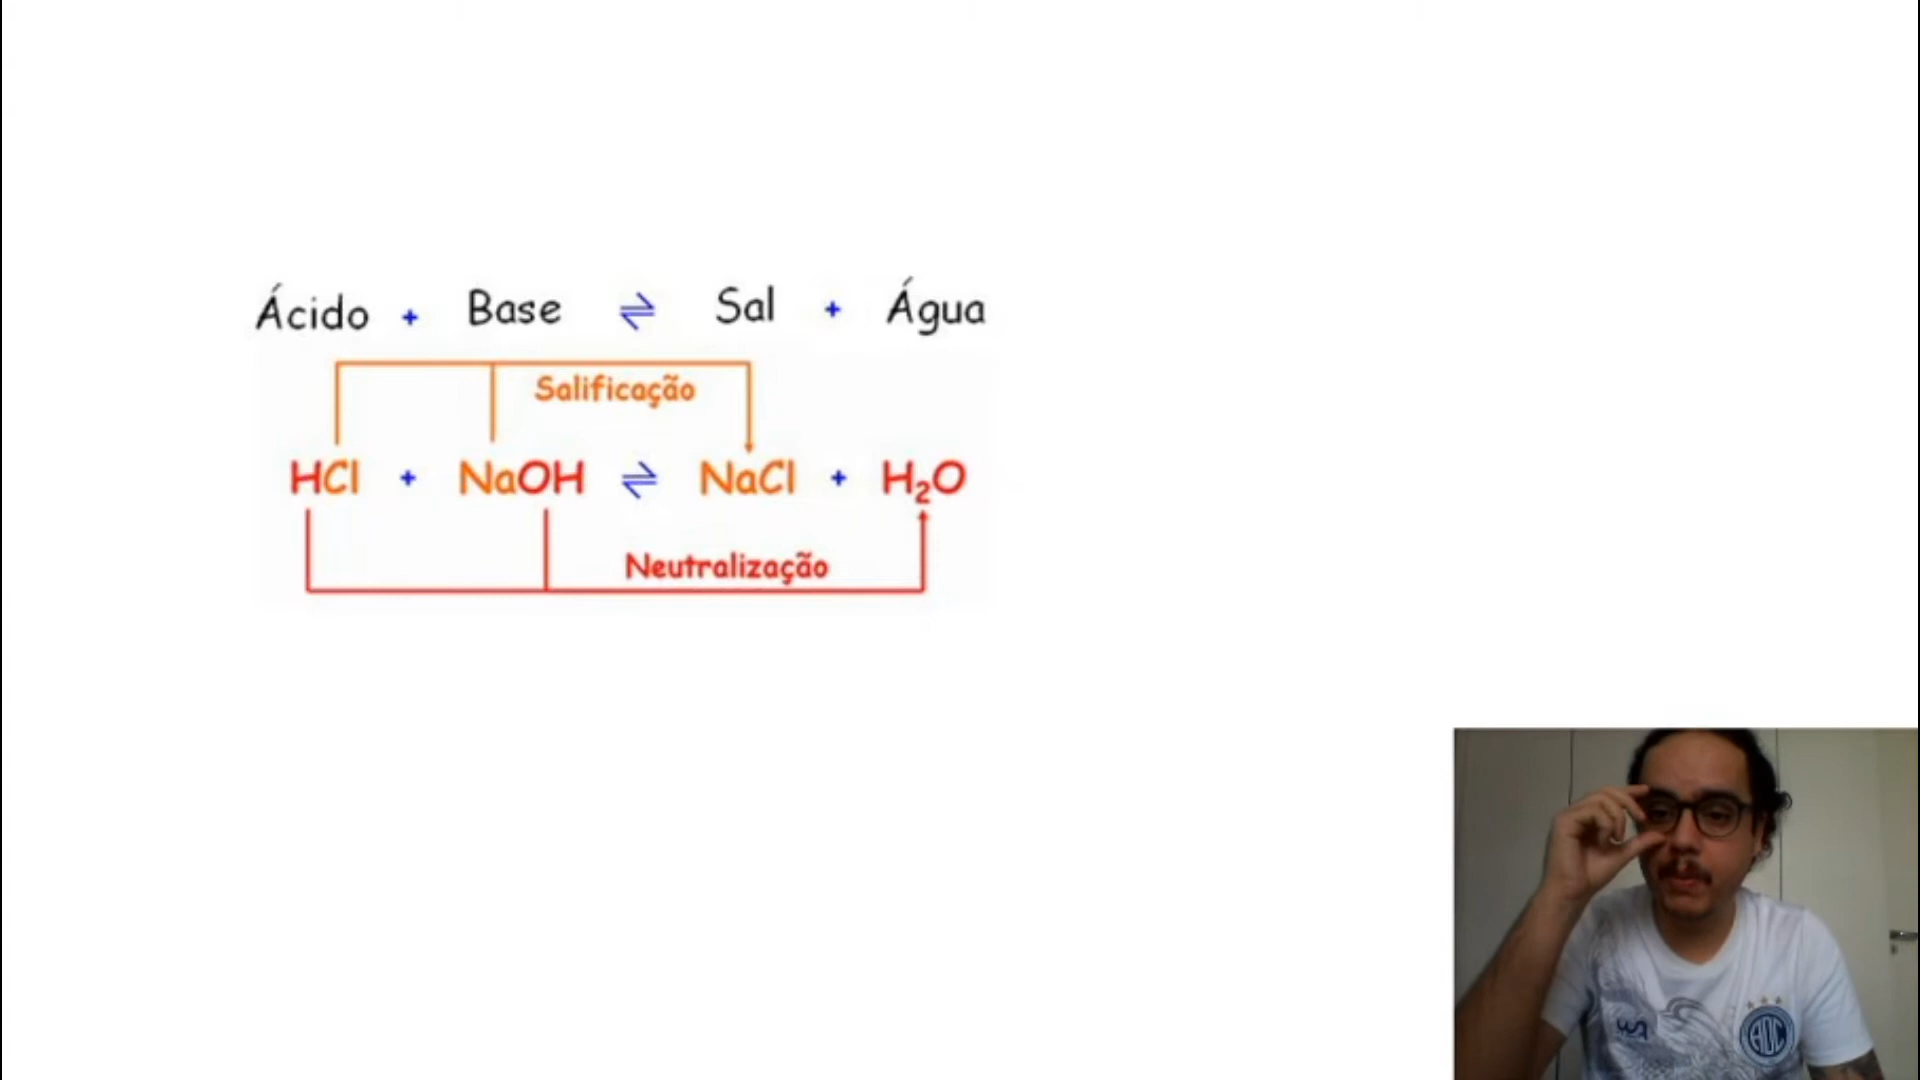 Ácido + Base ⇌ Sal + Água
Salificação
HCl + NaOH ⇌ NaCl + H₂O
Neutralização